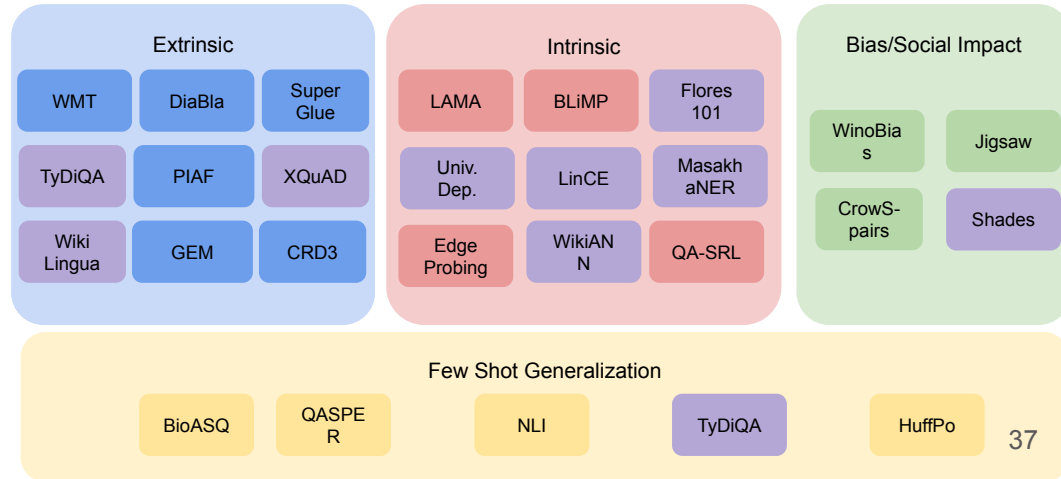 Extrinsic
WMT
DiaBla
Super
Glue
TyDiQA
PIAF
XQuAD
Wiki
Lingua
GEM
CRD3
Intrinsic
LAMA
BLiMP
Flores
101
Univ.
Dep.
LinCE
Masakh
aNER
Edge
Probing
WikiAN
N
QA-SRL
Bias/Social Impact
WinoBia
s
Jigsaw
CrowS-
pairs
Shades
Few Shot Generalization
BioASQ
QASPE
R
NLI
TyDiQA
HuffPo
37